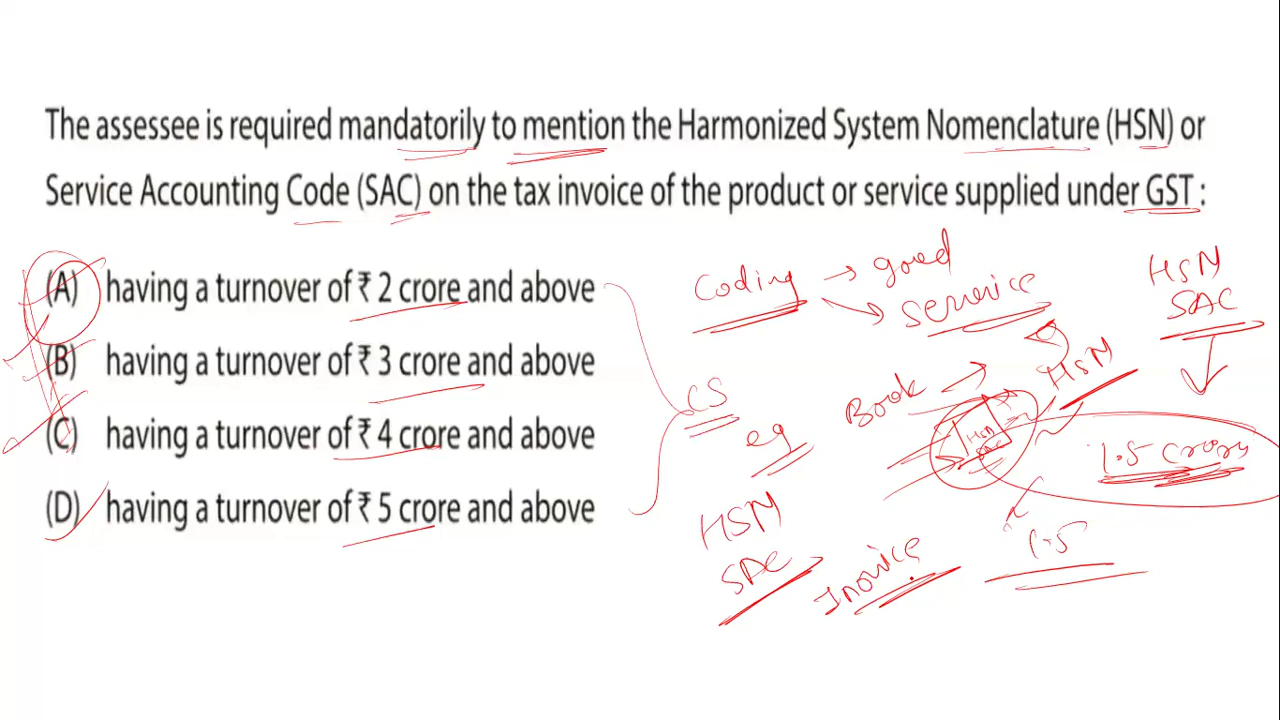 The assessee is required mandatorily to mention the Harmonized System Nomenclature (HSN) or
Service Accounting Code (SAC) on the tax invoice of the product or service supplied under GST :
(A) having a turnover of ₹ 2 crore and above
(B) having a turnover of ₹ 3 crore and above
(C) having a turnover of ₹ 4 crore and above
(D) having a turnover of ₹ 5 crore and above
Coding → good
service
HSN
SAC
CS
eg
Book
HSN
HSN
SAC
1.5 crore
HSN
SAC
Inovice
1.5